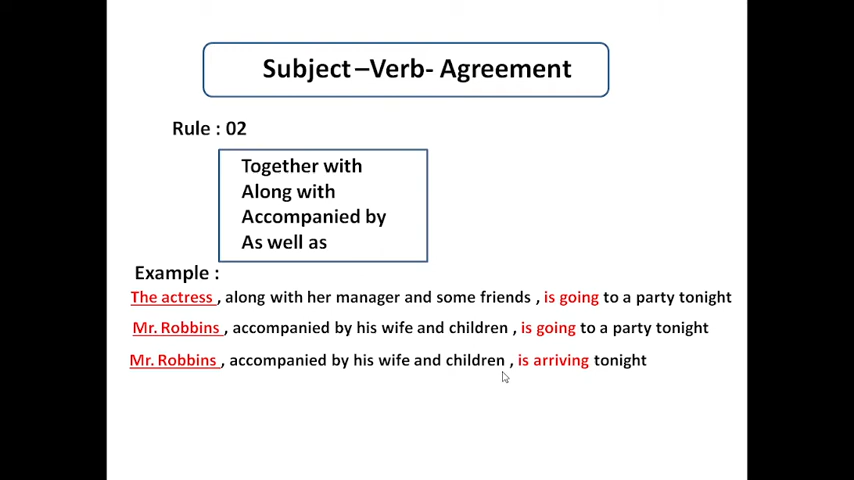 Subject –Verb- Agreement
Rule : 02
Together with
Along with
Accompanied by
As well as
Example :
The actress , along with her manager and some friends , is going to a party tonight
Mr. Robbins , accompanied by his wife and children , is going to a party tonight
Mr. Robbins , accompanied by his wife and children , is arriving tonight